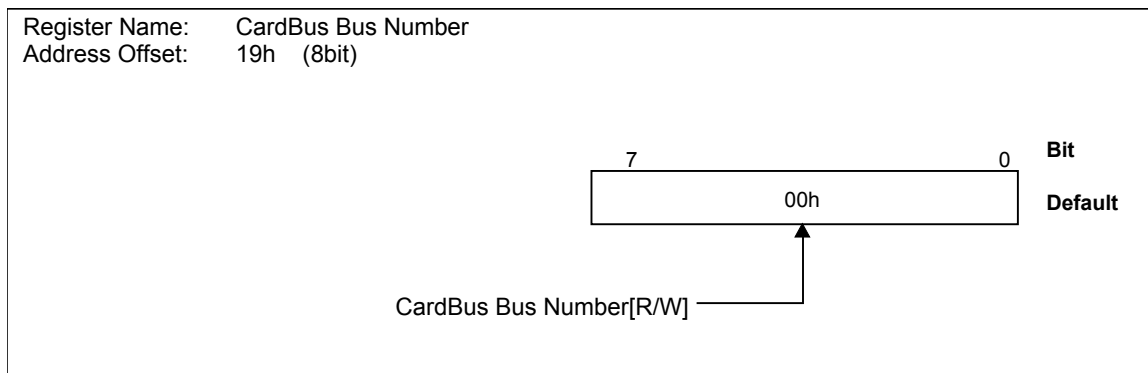 Register Name: CardBus Bus Number
Address Offset: 19h (8bit)
7 0 Bit
00h Default
CardBus Bus Number[R/W]